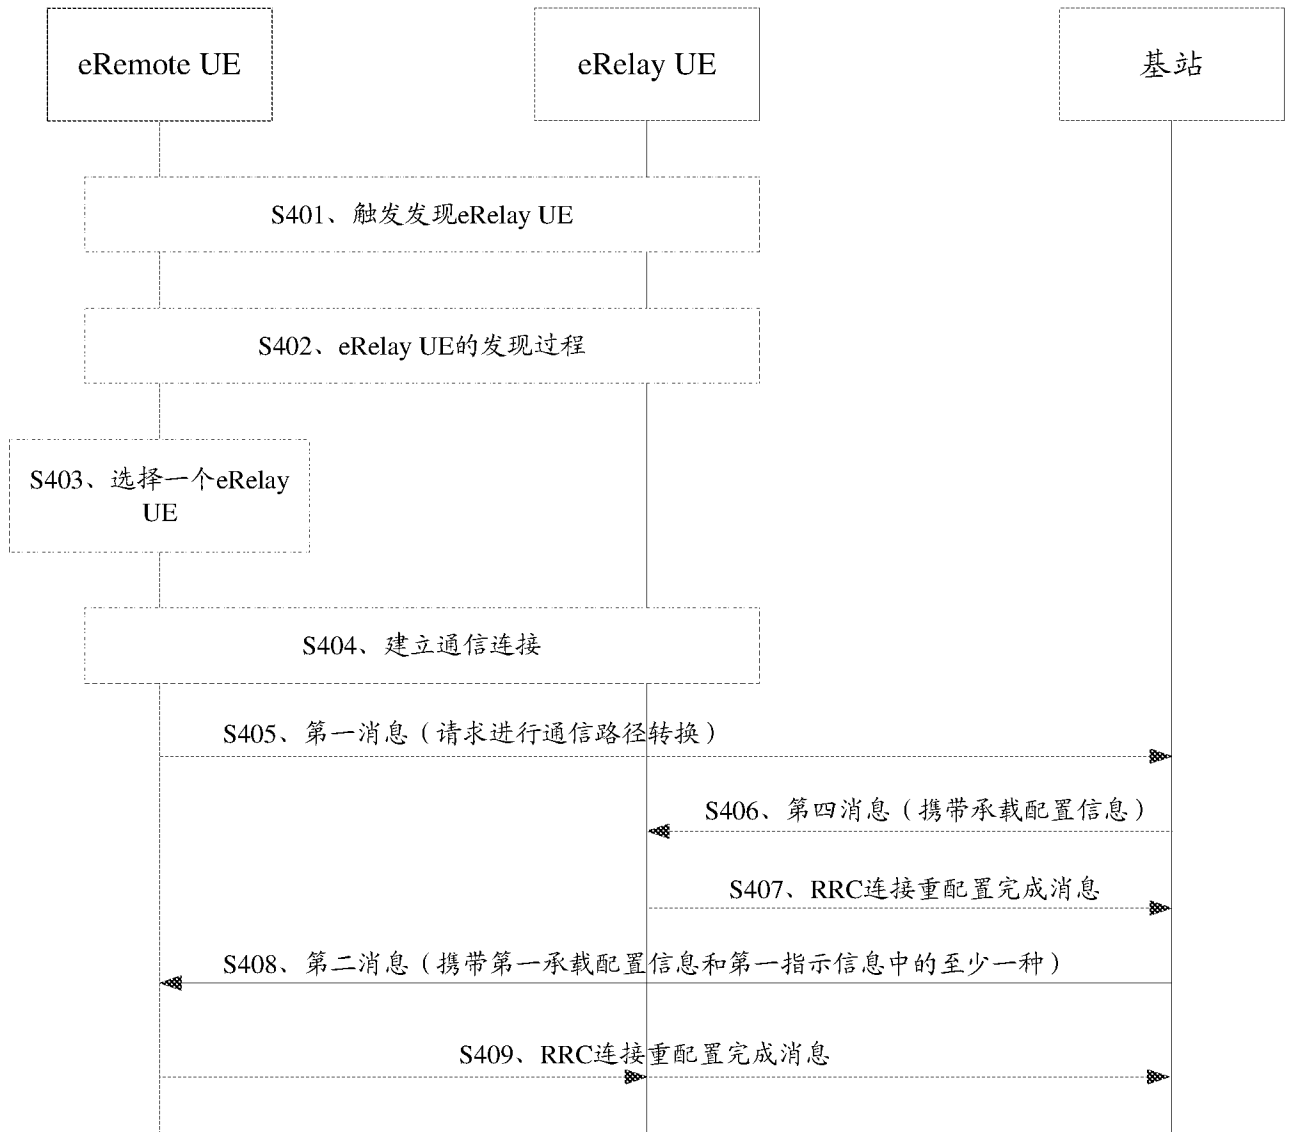 eRemote UE
eRelay UE
基站
S401、触发发现eRelay UE
S402、eRelay UE的发现过程
S403、选择一个eRelay
UE
S404、建立通信连接
S405、第一消息（请求进行通信路径转换）
S406、第四消息（携带承载配置信息）
S407、RRC连接重配置完成消息
S408、第二消息（携带第一承载配置信息和第一指示信息中的至少一种）
S409、RRC连接重配置完成消息